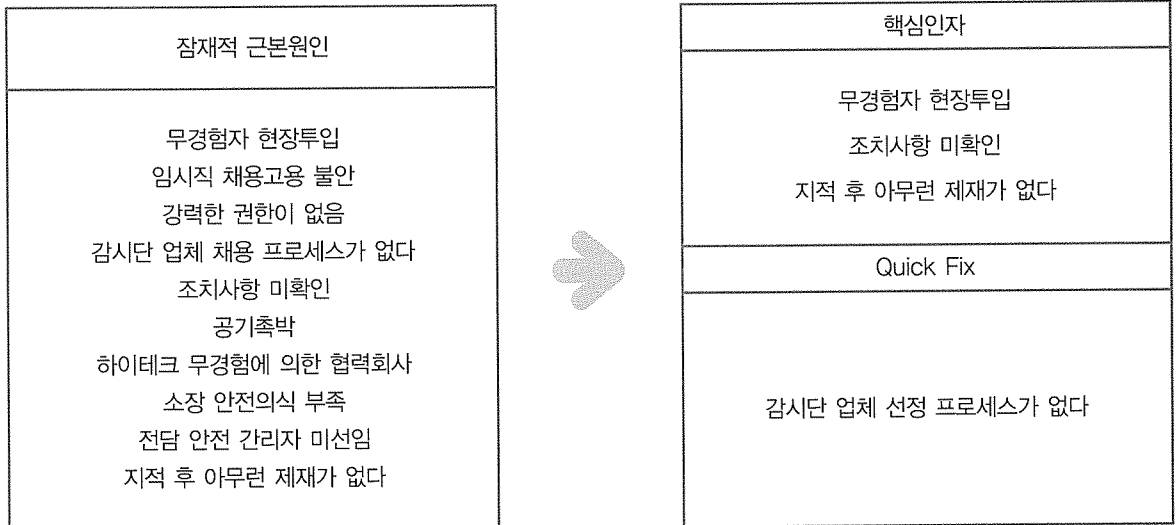 잠재적 근본원인
무경험자 현장투입
임시직 채용고용 불안
강력한 권한이 없음
감시단 업체 채용 프로세스가 없다
조치사항 미확인
공기촉박
하이테크 무경험에 의한 협력회사
소장 안전의식 부족
전담 안전 간리자 미선임
지적 후 아무런 제재가 없다
핵심인자
무경험자 현장투입
조치사항 미확인
지적 후 아무런 제재가 없다
Quick Fix
감시단 업체 선정 프로세스가 없다